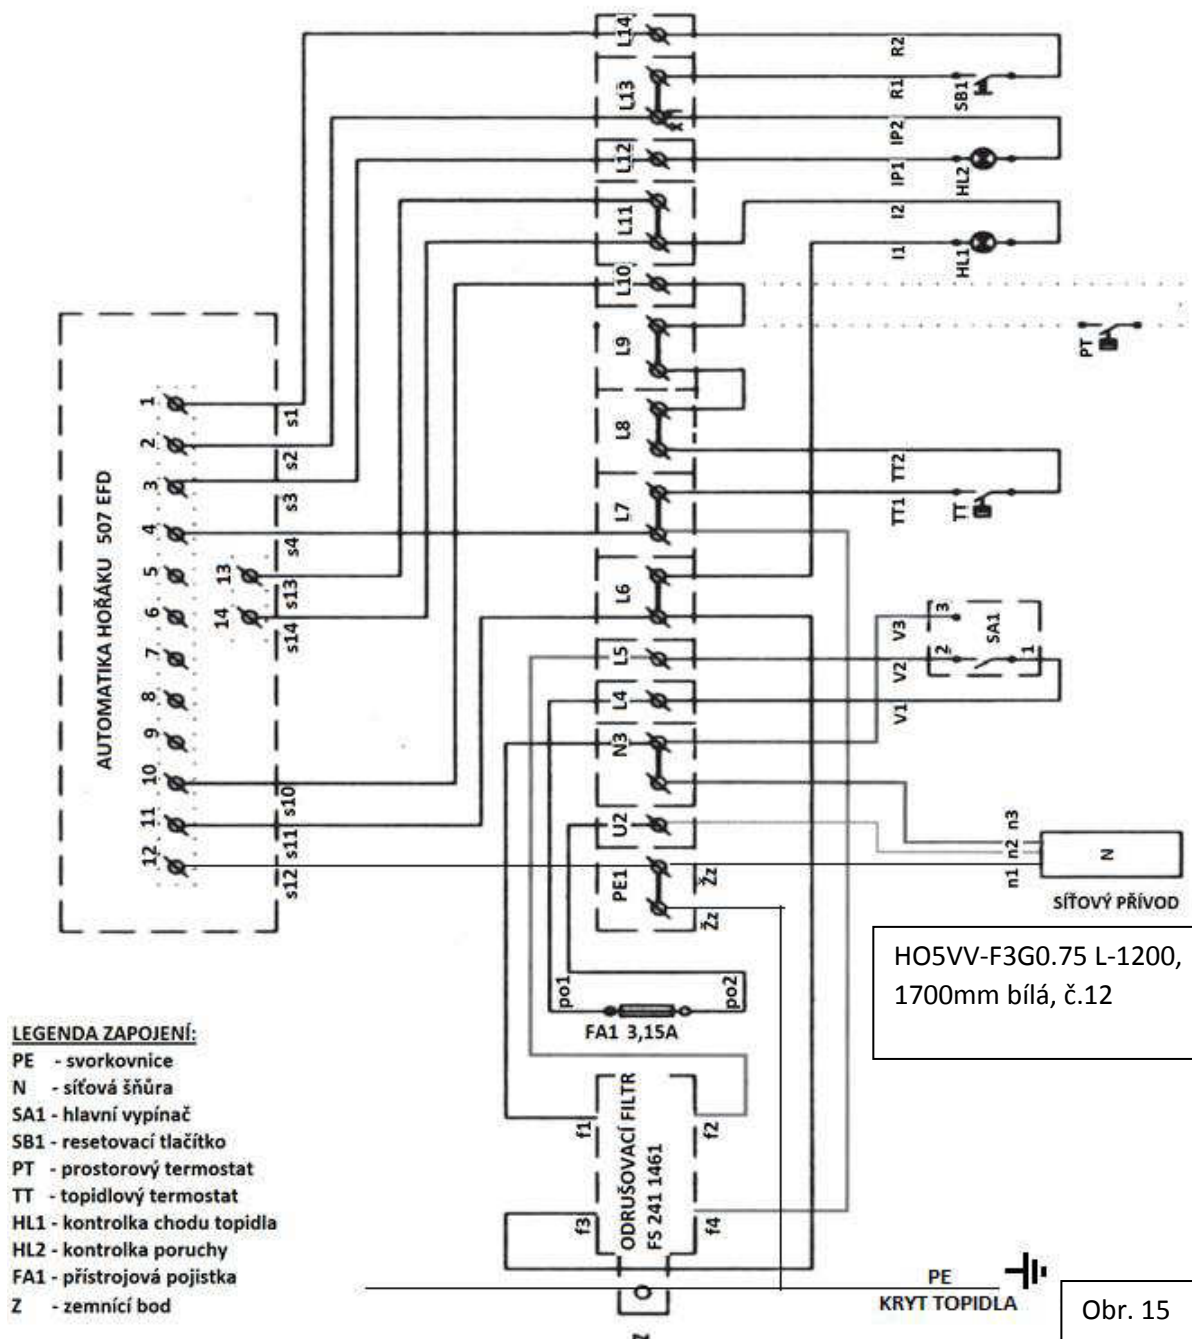 L14
L13
L12
L11
L10
L9
L8
L7
L6
L5
L4
N3
U2
PE1
R2
R1
SB1
IP2
IP1
HL2
I2
I1
HL1
PT
TT2
TT1
TT
V3
V2
V1
3
2
1
SA1
n3
n2
n1
N
SÍŤOVÝ PŘÍVOD
AUTOMATIKA HOŘÁKU 507 EFD
1
2
3
4
5
6
7
8
9
10
11
12
13
14
s1
s2
s3
s4
s13
s14
s10
s11
s12
Žz
Žz
po1
po2
FA1 3,15A
HO5VV-F3G0.75 L-1200,
1700mm bílá, č.12
LEGENDA ZAPOJENÍ:
PE - svorkovnice
N - síťová šňůra
SA1 - hlavní vypínač
SB1 - resetovací tlačítko
PT - prostorový termostat
TT - topidlový termostat
HL1 - kontrolka chodu topidla
HL2 - kontrolka poruchy
FA1 - přístrojová pojistka
Z - zemnící bod
f1
f2
f3
f4
ODRUŠOVACÍ FILTR
FS 241 1461
PE
KRYT TOPIDLA
Obr. 15